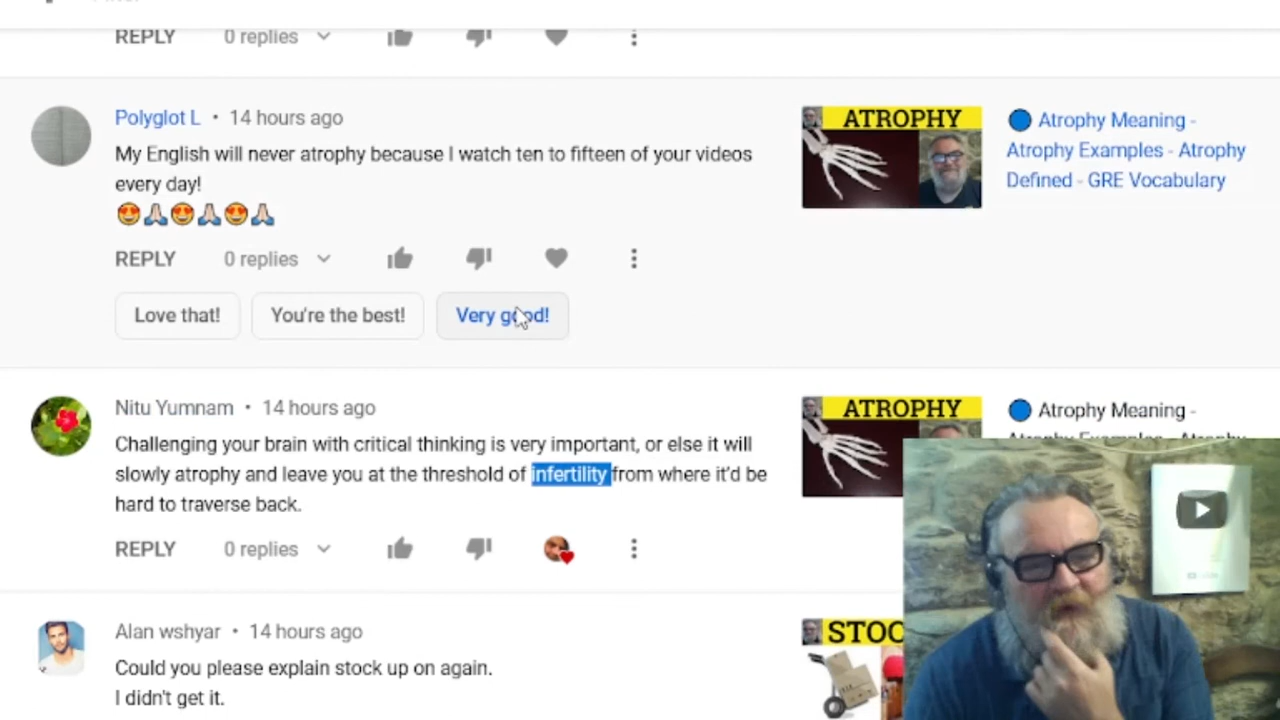 REPLY 0 replies
Polyglot L • 14 hours ago
My English will never atrophy because I watch ten to fifteen of your videos
every day!
😍🙏🏻😍🙏🏻😍🙏🏻
REPLY 0 replies
Love that! You're the best! Very good!
ATROPHY
Atrophy Meaning -
Atrophy Examples - Atrophy
Defined - GRE Vocabulary
Nitu Yumnam • 14 hours ago
Challenging your brain with critical thinking is very important, or else it will
slowly atrophy and leave you at the threshold of infertility from where it'd be
hard to traverse back.
REPLY 0 replies
ATROPHY
Atrophy Meaning -
Atrophy Examples - Atrophy
Alan wshyar • 14 hours ago
Could you please explain stock up on again.
I didn't get it.
STOC